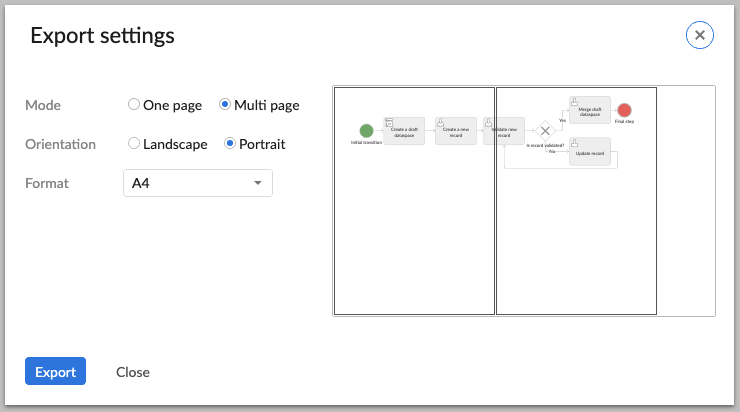 Export settings
Mode
One page
Multi page
Orientation
Landscape
Portrait
Format
A4
Initial transition
Create a draft
dataspace
Create a new
record
Validate new
record
Is record validated?
Yes
No
Merge draft
dataspace
Final step
Update record
Export
Close